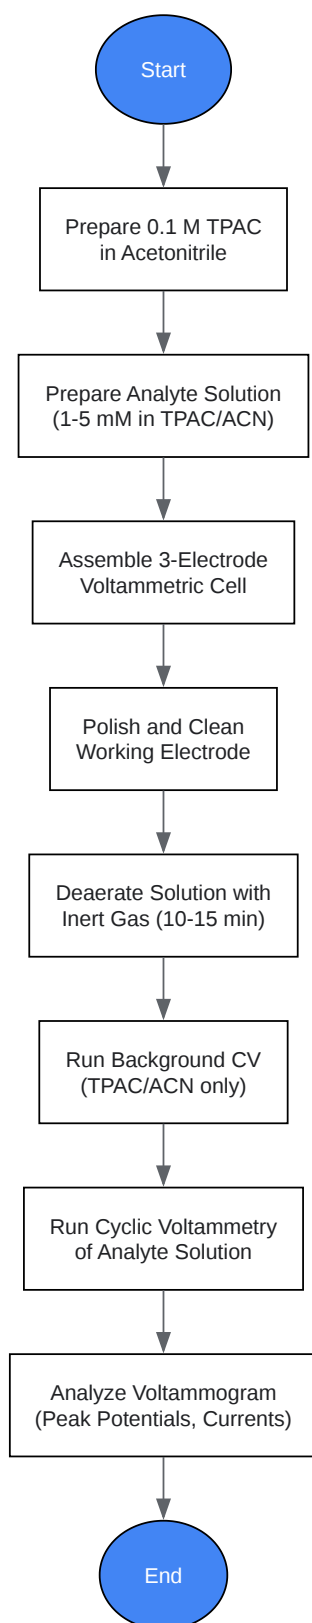 Start
Prepare 0.1 M TPAC
in Acetonitrile
Prepare Analyte Solution
(1-5 mM in TPAC/ACN)
Assemble 3-Electrode
Voltammetric Cell
Polish and Clean
Working Electrode
Deaerate Solution with
Inert Gas (10-15 min)
Run Background CV
(TPAC/ACN only)
Run Cyclic Voltammetry
of Analyte Solution
Analyze Voltammogram
(Peak Potentials, Currents)
End